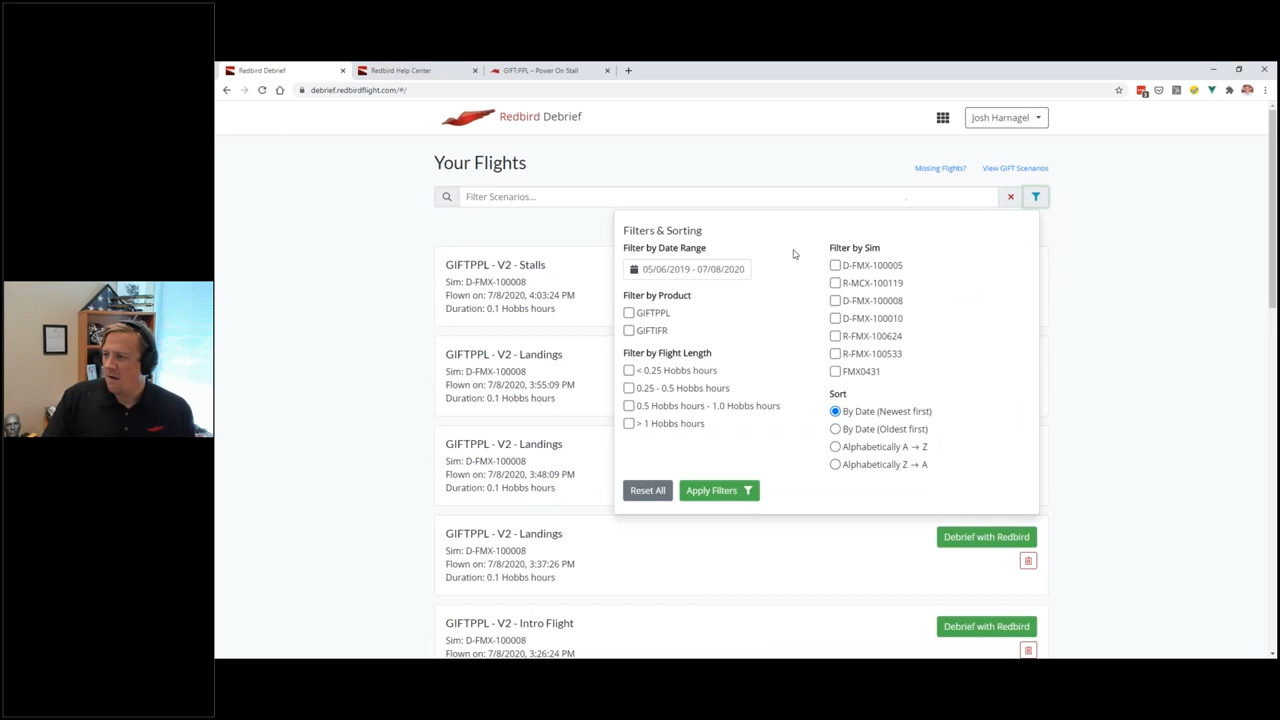 Redbird Debrief
Redbird Help Center
GIFT:PPL – Power On Stall
debrief.redbirdflight.com/#/
Redbird Debrief
Josh Harnagel
Your Flights
Missing Flights?
View GIFT Scenarios
Filter Scenarios...
Filters & Sorting
Filter by Date Range
05/06/2019 - 07/08/2020
Filter by Product
GIFTPPL
GIFTIFR
Filter by Flight Length
< 0.25 Hobbs hours
0.25 - 0.5 Hobbs hours
0.5 Hobbs hours - 1.0 Hobbs hours
> 1 Hobbs hours
Filter by Sim
D-FMX-100005
R-MCX-100119
D-FMX-100008
D-FMX-100010
R-FMX-100624
R-FMX-100533
FMX0431
Sort
By Date (Newest first)
By Date (Oldest first)
Alphabetically A → Z
Alphabetically Z → A
Reset All
Apply Filters
GIFTPPL - V2 - Stalls
Sim: D-FMX-100008
Flown on: 7/8/2020, 4:03:24 PM
Duration: 0.1 Hobbs hours
GIFTPPL - V2 - Landings
Sim: D-FMX-100008
Flown on: 7/8/2020, 3:55:09 PM
Duration: 0.1 Hobbs hours
GIFTPPL - V2 - Landings
Sim: D-FMX-100008
Flown on: 7/8/2020, 3:48:09 PM
Duration: 0.1 Hobbs hours
GIFTPPL - V2 - Landings
Sim: D-FMX-100008
Flown on: 7/8/2020, 3:37:26 PM
Duration: 0.1 Hobbs hours
Debrief with Redbird
GIFTPPL - V2 - Intro Flight
Sim: D-FMX-100008
Flown on: 7/8/2020, 3:26:24 PM
Debrief with Redbird